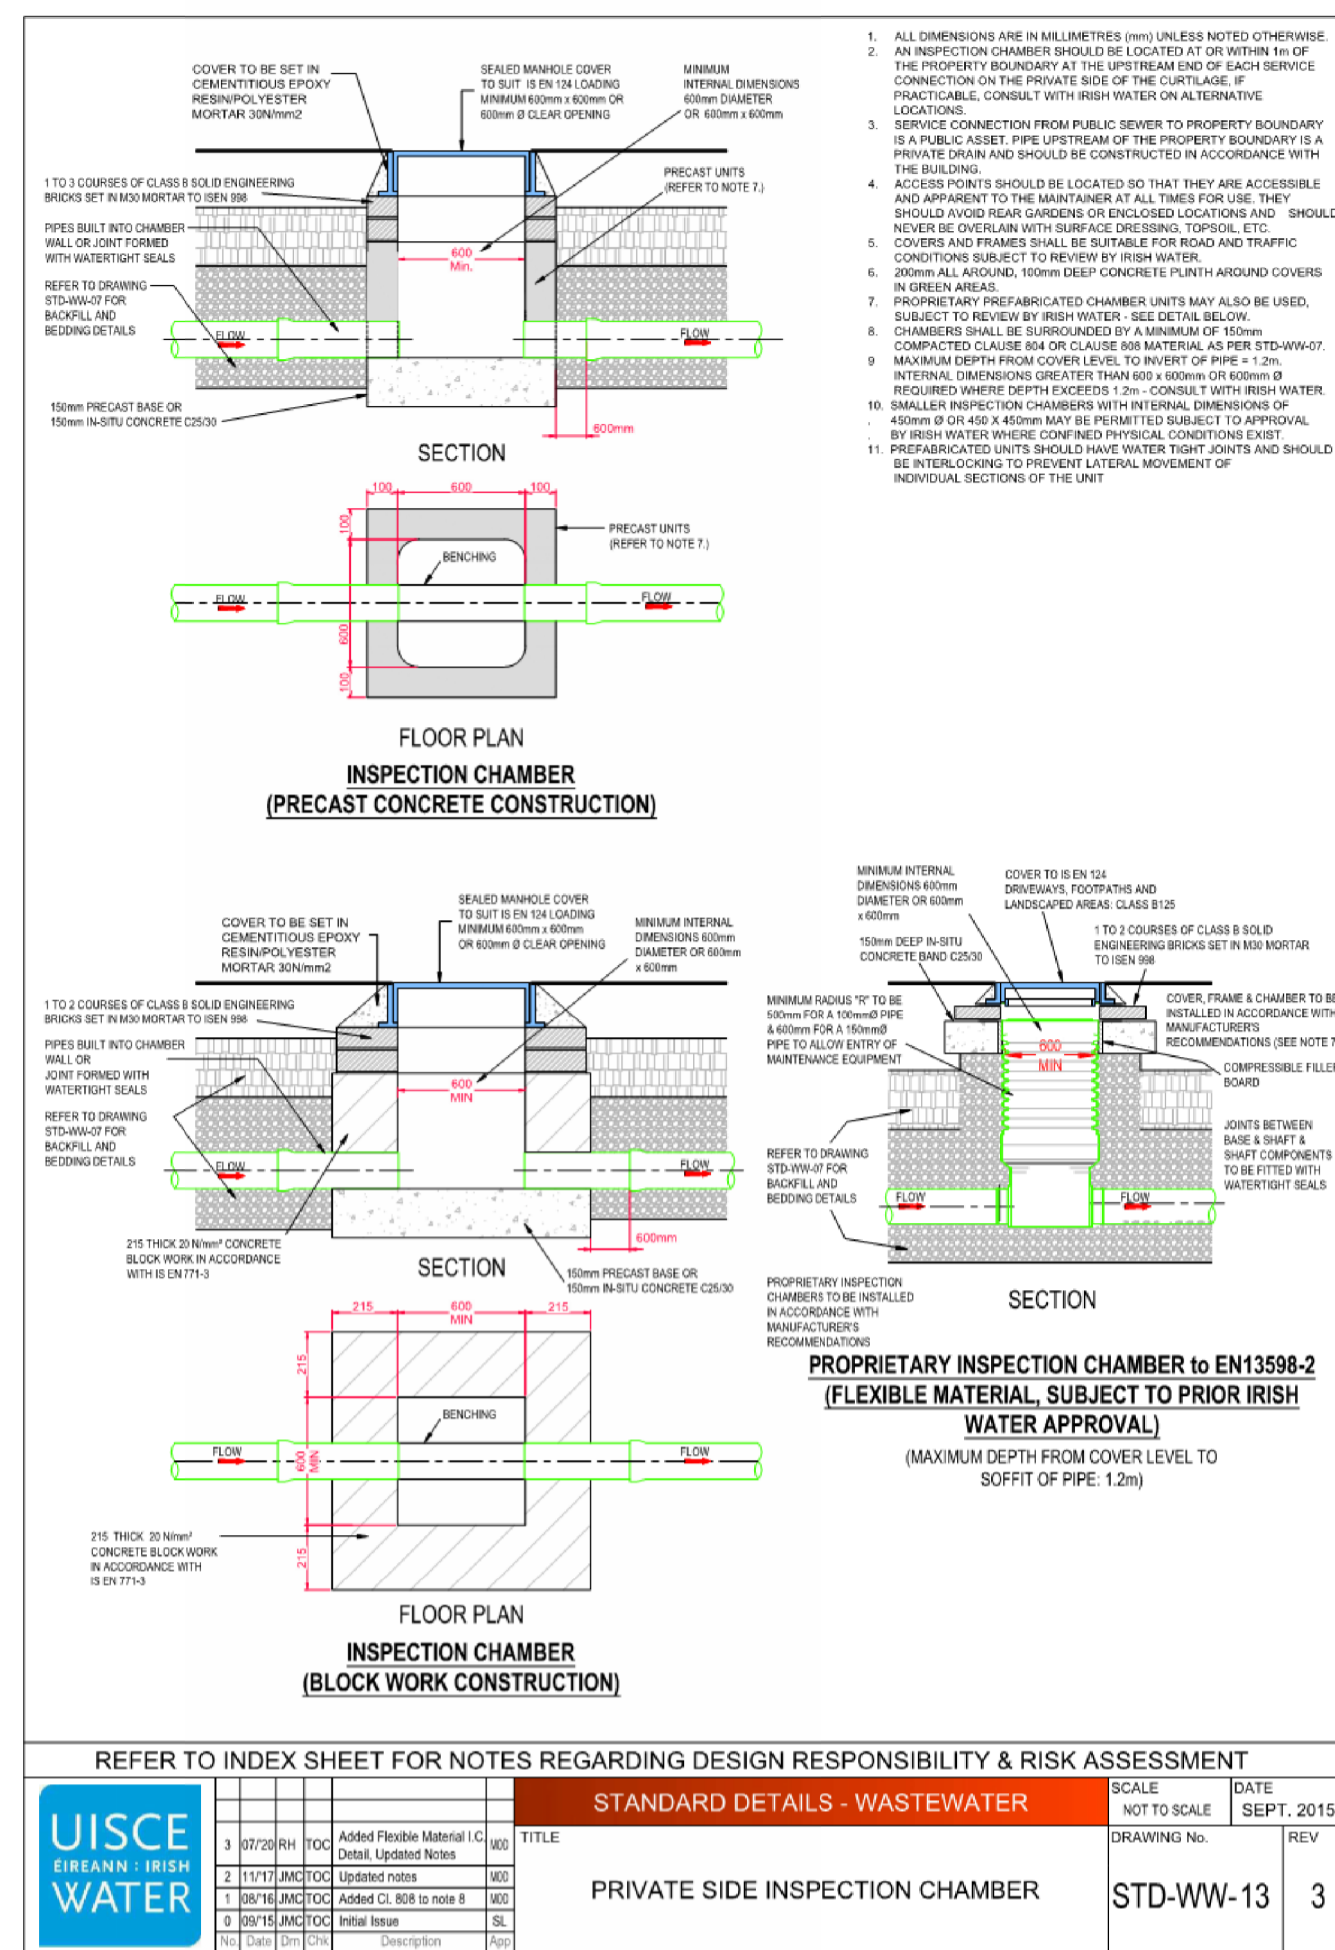 COVER TO BE SET IN
CEMENTITIOUS EPOXY
RESIN/POLYESTER
MORTAR 30N/mm2
SEALED MANHOLE COVER
TO SUIT IS EN 124 LOADING
MINIMUM 600mm x 600mm OR
600mm Ø CLEAR OPENING
MINIMUM
INTERNAL DIMENSIONS
600mm DIAMETER
OR 600mm x 600mm
PRECAST UNITS
(REFER TO NOTE 7.)
1 TO 3 COURSES OF CLASS B SOLID ENGINEERING
BRICKS SET IN M30 MORTAR TO ISEN 998
PIPES BUILT INTO CHAMBER
WALL OR JOINT FORMED
WITH WATERTIGHT SEALS
REFER TO DRAWING
STD-WW-07 FOR
BACKFILL AND
BEDDING DETAILS
600
Min.
FLOW
FLOW
150mm PRECAST BASE OR
150mm IN-SITU CONCRETE C25/30
600mm
SECTION
100
600
100
100
600
100
PRECAST UNITS
(REFER TO NOTE 7.)
BENCHING
FLOW
FLOW
FLOOR PLAN
INSPECTION CHAMBER
(PRECAST CONCRETE CONSTRUCTION)
1. ALL DIMENSIONS ARE IN MILLIMETRES (mm) UNLESS NOTED OTHERWISE.
2. AN INSPECTION CHAMBER SHOULD BE LOCATED AT OR WITHIN 1m OF
THE PROPERTY BOUNDARY AT THE UPSTREAM END OF EACH SERVICE
CONNECTION ON THE PRIVATE SIDE OF THE CURTILAGE, IF
PRACTICABLE, CONSULT WITH IRISH WATER ON ALTERNATIVE
LOCATIONS.
3. SERVICE CONNECTION FROM PUBLIC SEWER TO PROPERTY BOUNDARY
IS A PUBLIC ASSET. PIPE UPSTREAM OF THE PROPERTY BOUNDARY IS A
PRIVATE DRAIN AND SHOULD BE CONSTRUCTED IN ACCORDANCE WITH
THE BUILDING.
4. ACCESS POINTS SHOULD BE LOCATED SO THAT THEY ARE ACCESSIBLE
AND APPARENT TO THE MAINTAINER AT ALL TIMES FOR USE. THEY
SHOULD AVOID REAR GARDENS OR ENCLOSED LOCATIONS AND SHOULD
NEVER BE OVERLAIN WITH SURFACE DRESSING, TOPSOIL, ETC.
5. COVERS AND FRAMES SHALL BE SUITABLE FOR ROAD AND TRAFFIC
CONDITIONS SUBJECT TO REVIEW BY IRISH WATER.
6. 200mm ALL AROUND, 100mm DEEP CONCRETE PLINTH AROUND COVERS
IN GREEN AREAS.
7. PROPRIETARY PREFABRICATED CHAMBER UNITS MAY ALSO BE USED,
SUBJECT TO REVIEW BY IRISH WATER - SEE DETAIL BELOW.
8. CHAMBERS SHALL BE SURROUNDED BY A MINIMUM OF 150mm
COMPACTED CLAUSE 804 OR CLAUSE 808 MATERIAL AS PER STD-WW-07.
9 MAXIMUM DEPTH FROM COVER LEVEL TO INVERT OF PIPE = 1.2m.
INTERNAL DIMENSIONS GREATER THAN 600 x 600mm OR 600mm Ø
REQUIRED WHERE DEPTH EXCEEDS 1.2m - CONSULT WITH IRISH WATER.
10. SMALLER INSPECTION CHAMBERS WITH INTERNAL DIMENSIONS OF
. 450mm Ø OR 450 X 450mm MAY BE PERMITTED SUBJECT TO APPROVAL
. BY IRISH WATER WHERE CONFINED PHYSICAL CONDITIONS EXIST.
11. PREFABRICATED UNITS SHOULD HAVE WATER TIGHT JOINTS AND SHOULD
BE INTERLOCKING TO PREVENT LATERAL MOVEMENT OF
INDIVIDUAL SECTIONS OF THE UNIT
COVER TO BE SET IN
CEMENTITIOUS EPOXY
RESIN/POLYESTER
MORTAR 30N/mm2
SEALED MANHOLE COVER
TO SUIT IS EN 124 LOADING
MINIMUM 600mm x 600mm
OR 600mm Ø CLEAR OPENING
MINIMUM INTERNAL
DIMENSIONS 600mm
DIAMETER OR 600mm
x 600mm
1 TO 2 COURSES OF CLASS B SOLID ENGINEERING
BRICKS SET IN M30 MORTAR TO ISEN 998
PIPES BUILT INTO CHAMBER
WALL OR
JOINT FORMED WITH
WATERTIGHT SEALS
REFER TO DRAWING
STD-WW-07 FOR
BACKFILL AND
BEDDING DETAILS
600
MIN
FLOW
FLOW
600mm
215 THICK 20 N/mm² CONCRETE
BLOCK WORK IN ACCORDANCE
WITH IS EN 771-3
SECTION
150mm PRECAST BASE OR
150mm IN-SITU CONCRETE C25/30
215
600
MIN
215
215
600
MIN
215
BENCHING
FLOW
FLOW
215 THICK 20 N/mm²
CONCRETE BLOCK WORK
IN ACCORDANCE WITH
IS EN 771-3
FLOOR PLAN
INSPECTION CHAMBER
(BLOCK WORK CONSTRUCTION)
MINIMUM INTERNAL
DIMENSIONS 600mm
DIAMETER OR 600mm
x 600mm
COVER TO IS EN 124
DRIVEWAYS, FOOTPATHS AND
LANDSCAPED AREAS: CLASS B125
150mm DEEP IN-SITU
CONCRETE BAND C25/30
1 TO 2 COURSES OF CLASS B SOLID
ENGINEERING BRICKS SET IN M30 MORTAR
TO ISEN 998
MINIMUM RADIUS "R" TO BE
500mm FOR A 100mmØ PIPE
& 600mm FOR A 150mmØ
PIPE TO ALLOW ENTRY OF
MAINTENANCE EQUIPMENT
COVER, FRAME & CHAMBER TO BE
INSTALLED IN ACCORDANCE WITH
MANUFACTURER'S
RECOMMENDATIONS (SEE NOTE 7
600
MIN
COMPRESSIBLE FILLER
BOARD
JOINTS BETWEEN
BASE & SHAFT &
SHAFT COMPONENTS
TO BE FITTED WITH
WATERTIGHT SEALS
REFER TO DRAWING
STD-WW-07 FOR
BACKFILL AND
BEDDING DETAILS
FLOW
FLOW
PROPRIETARY INSPECTION
CHAMBERS TO BE INSTALLED
IN ACCORDANCE WITH
MANUFACTURER'S
RECOMMENDATIONS
SECTION
PROPRIETARY INSPECTION CHAMBER to EN13598-2
(FLEXIBLE MATERIAL, SUBJECT TO PRIOR IRISH
WATER APPROVAL)
(MAXIMUM DEPTH FROM COVER LEVEL TO
SOFFIT OF PIPE: 1.2m)
REFER TO INDEX SHEET FOR NOTES REGARDING DESIGN RESPONSIBILITY & RISK ASSESSMENT
UISCE
ÉIREANN : IRISH
WATER
3 07/'20 RH TOC Added Flexible Material I.C. Detail, Updated Notes MOD
2 11/'17 JMC TOC Updated notes MOD
1 08/'16 JMC TOC Added Cl. 808 to note 8 MOD
0 09/'15 JMC TOC Initial Issue SL
No. Date Drn Chk Description App
STANDARD DETAILS - WASTEWATER
TITLE
PRIVATE SIDE INSPECTION CHAMBER
SCALE
NOT TO SCALE
DATE
SEPT. 2015
DRAWING No.
STD-WW-13
REV
3